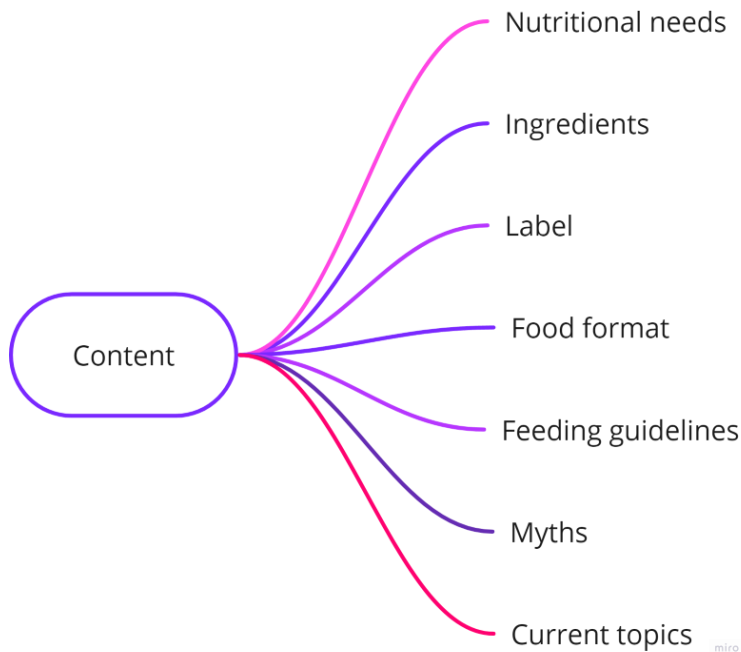 Nutritional needs
Ingredients
Label
Food format
Content
Feeding guidelines
Myths
Current topics
miro